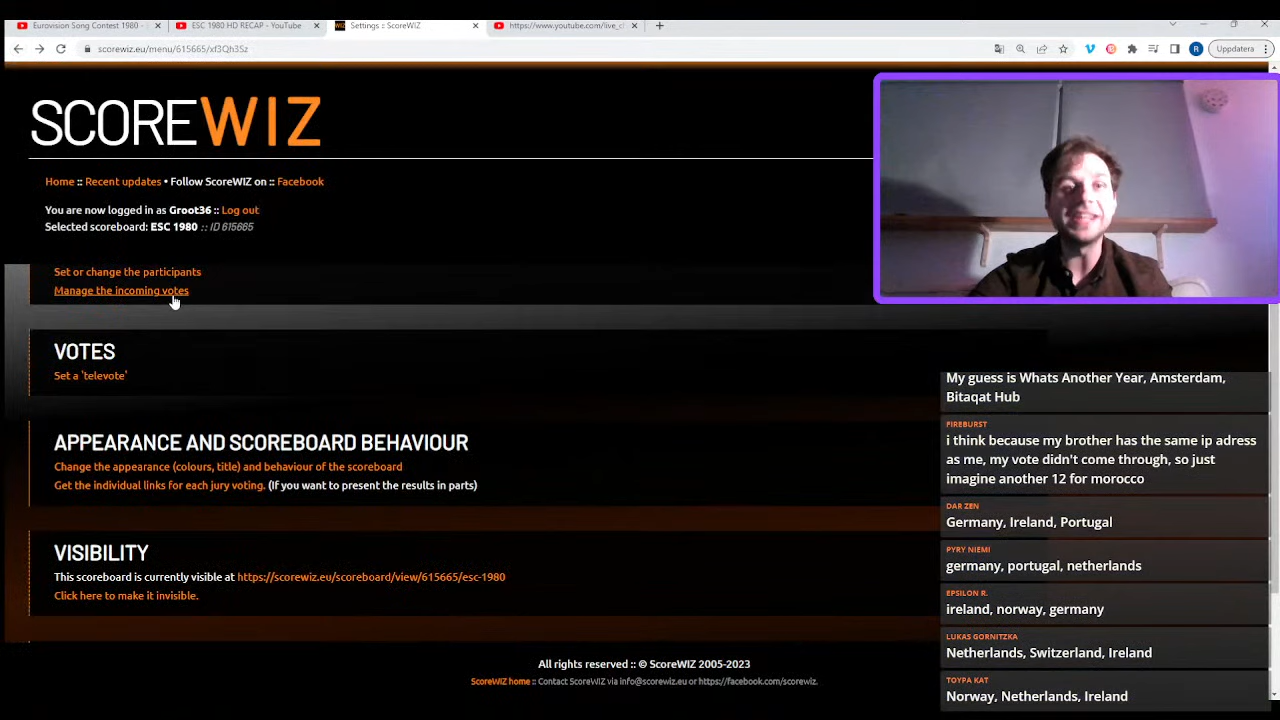 Eurovision Song Contest 1980 -
ESC 1980 HD RECAP - YouTube
WIZ Settings :: ScoreWIZ
https://www.youtube.com/live_cl
scorewiz.eu/menu/615665/xf3Qh3Sz
R
Uppdatera
SCOREWIZ
Home :: Recent updates • Follow ScoreWIZ on :: Facebook
You are now logged in as Groot36 :: Log out
Selected scoreboard: ESC 1980 :: ID 615665
Set or change the participants
Manage the incoming votes
VOTES
Set a 'televote'
APPEARANCE AND SCOREBOARD BEHAVIOUR
Change the appearance (colours, title) and behaviour of the scoreboard
Get the individual links for each jury voting. (If you want to present the results in parts)
VISIBILITY
This scoreboard is currently visible at https://scorewiz.eu/scoreboard/view/615665/esc-1980
Click here to make it invisible.
All rights reserved :: © ScoreWIZ 2005-2023
ScoreWIZ home :: Contact ScoreWIZ via info@scorewiz.eu or https://facebook.com/scorewiz.
My guess is Whats Another Year, Amsterdam,
Bitaqat Hub
FIREBURST
i think because my brother has the same ip adress
as me, my vote didn't come through, so just
imagine another 12 for morocco
DAR ZEN
Germany, Ireland, Portugal
PYRY NIEMI
germany, portugal, netherlands
EPSILON R.
ireland, norway, germany
LUKAS GORNITZKA
Netherlands, Switzerland, Ireland
TOYPA KAT
Norway, Netherlands, Ireland